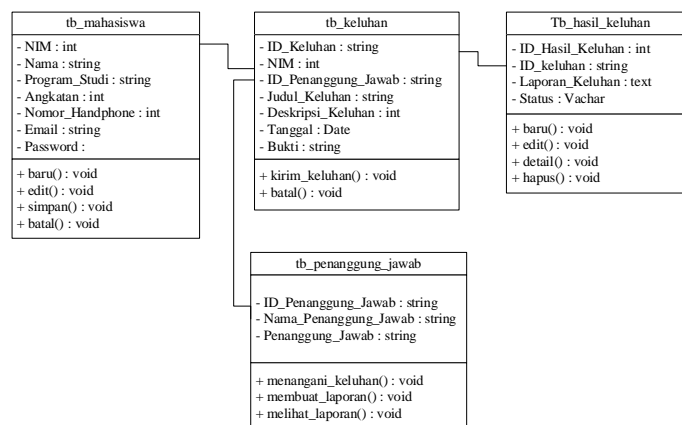 tb_mahasiswa
- NIM : int
- Nama : string
- Program_Studi : string
- Angkatan : int
- Nomor_Handphone : int
- Email : string
- Password :
+ baru() : void
+ edit() : void
+ simpan() : void
+ batal() : void
tb_keluhan
- ID_Keluhan : string
- NIM : int
- ID_Penanggung_Jawab : string
- Judul_Keluhan : string
- Deskripsi_Keluhan : int
- Tanggal : Date
- Bukti : string
+ kirim_keluhan() : void
+ batal() : void
Tb_hasil_keluhan
- ID_Hasil_Keluhan : int
- ID_keluhan : string
- Laporan_Keluhan : text
- Status : Vachar
+ baru() : void
+ edit() : void
+ detail() : void
+ hapus() : void
tb_penanggung_jawab
- ID_Penanggung_Jawab : string
- Nama_Penanggung_Jawab : string
- Penanggung_Jawab : string
+ menangani_keluhan() : void
+ membuat_laporan() : void
+ melihat_laporan() : void